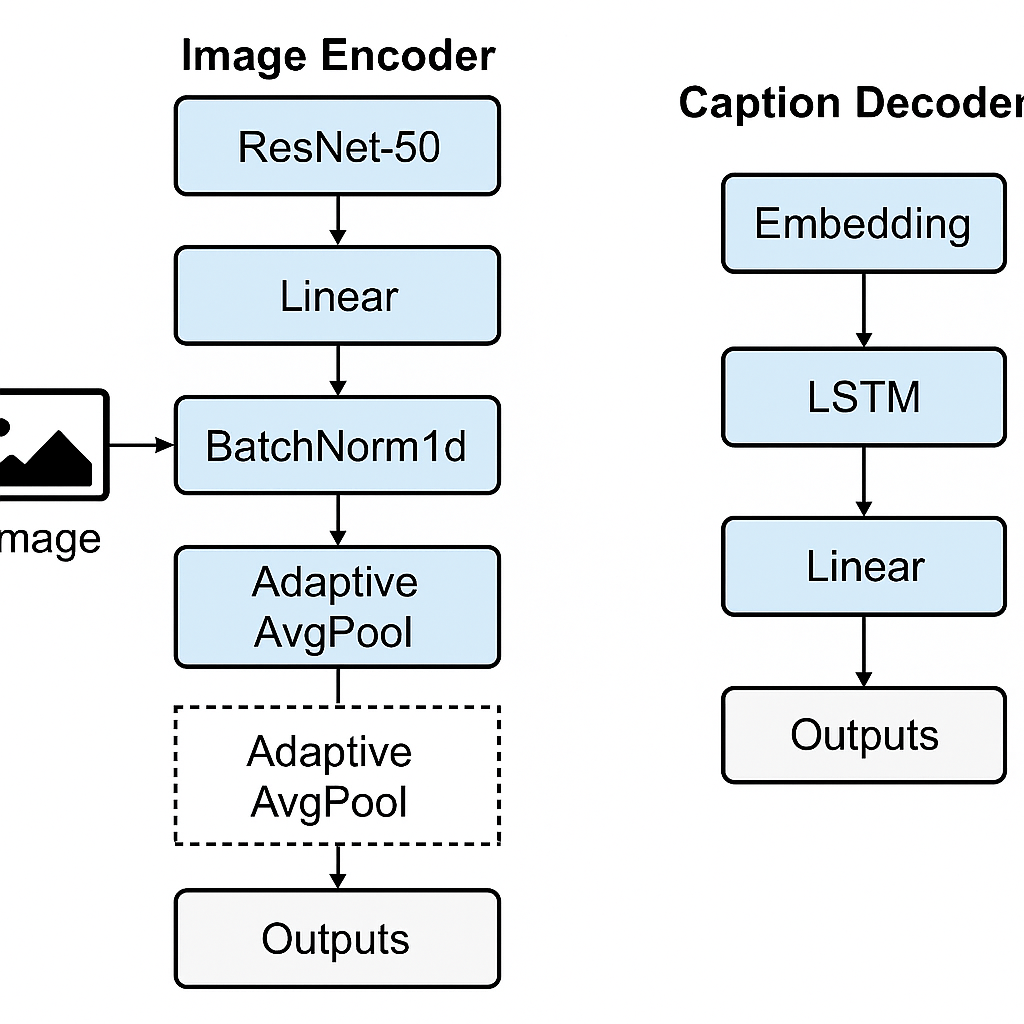 Image Encoder
ResNet-50
Linear
BatchNorm1d
mage
Adaptive
AvgPool
Adaptive
AvgPool
Outputs
Caption Decoder
Embedding
LSTM
Linear
Outputs